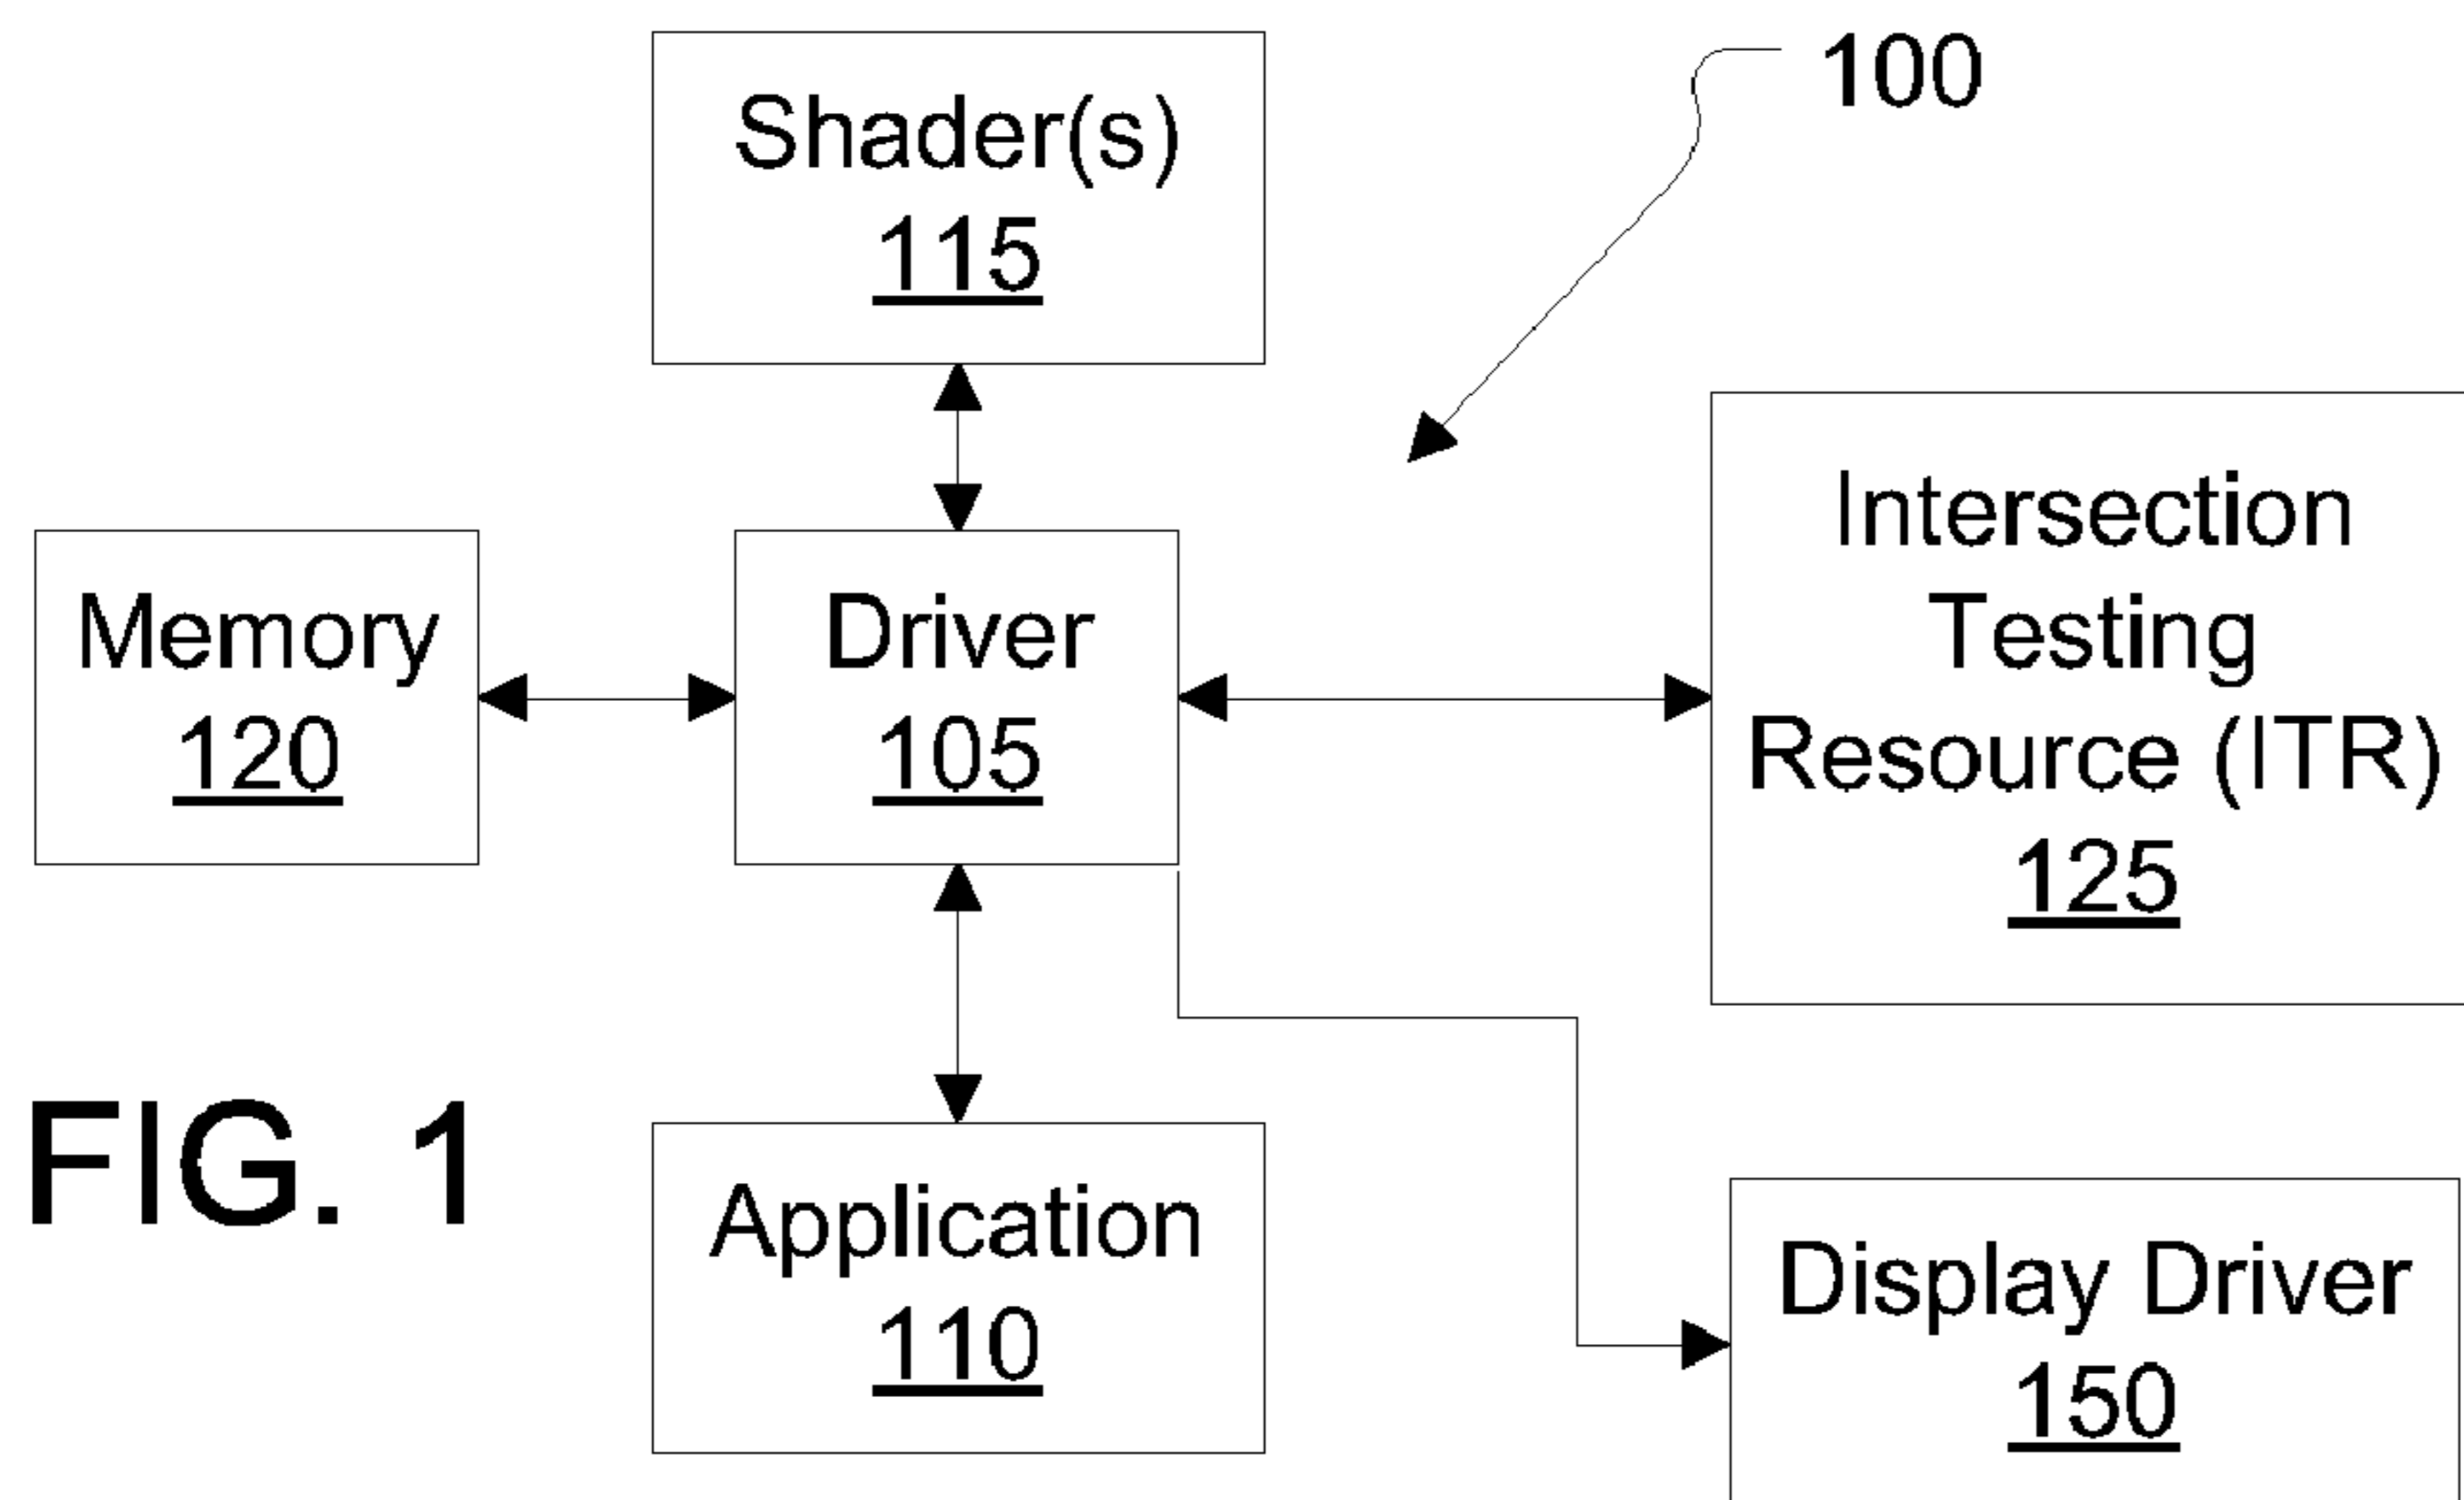 Shader(s)
115
100
Memory
120
Driver
105
Intersection
Testing
Resource (ITR)
125
FIG. 1
Application
110
Display Driver
150